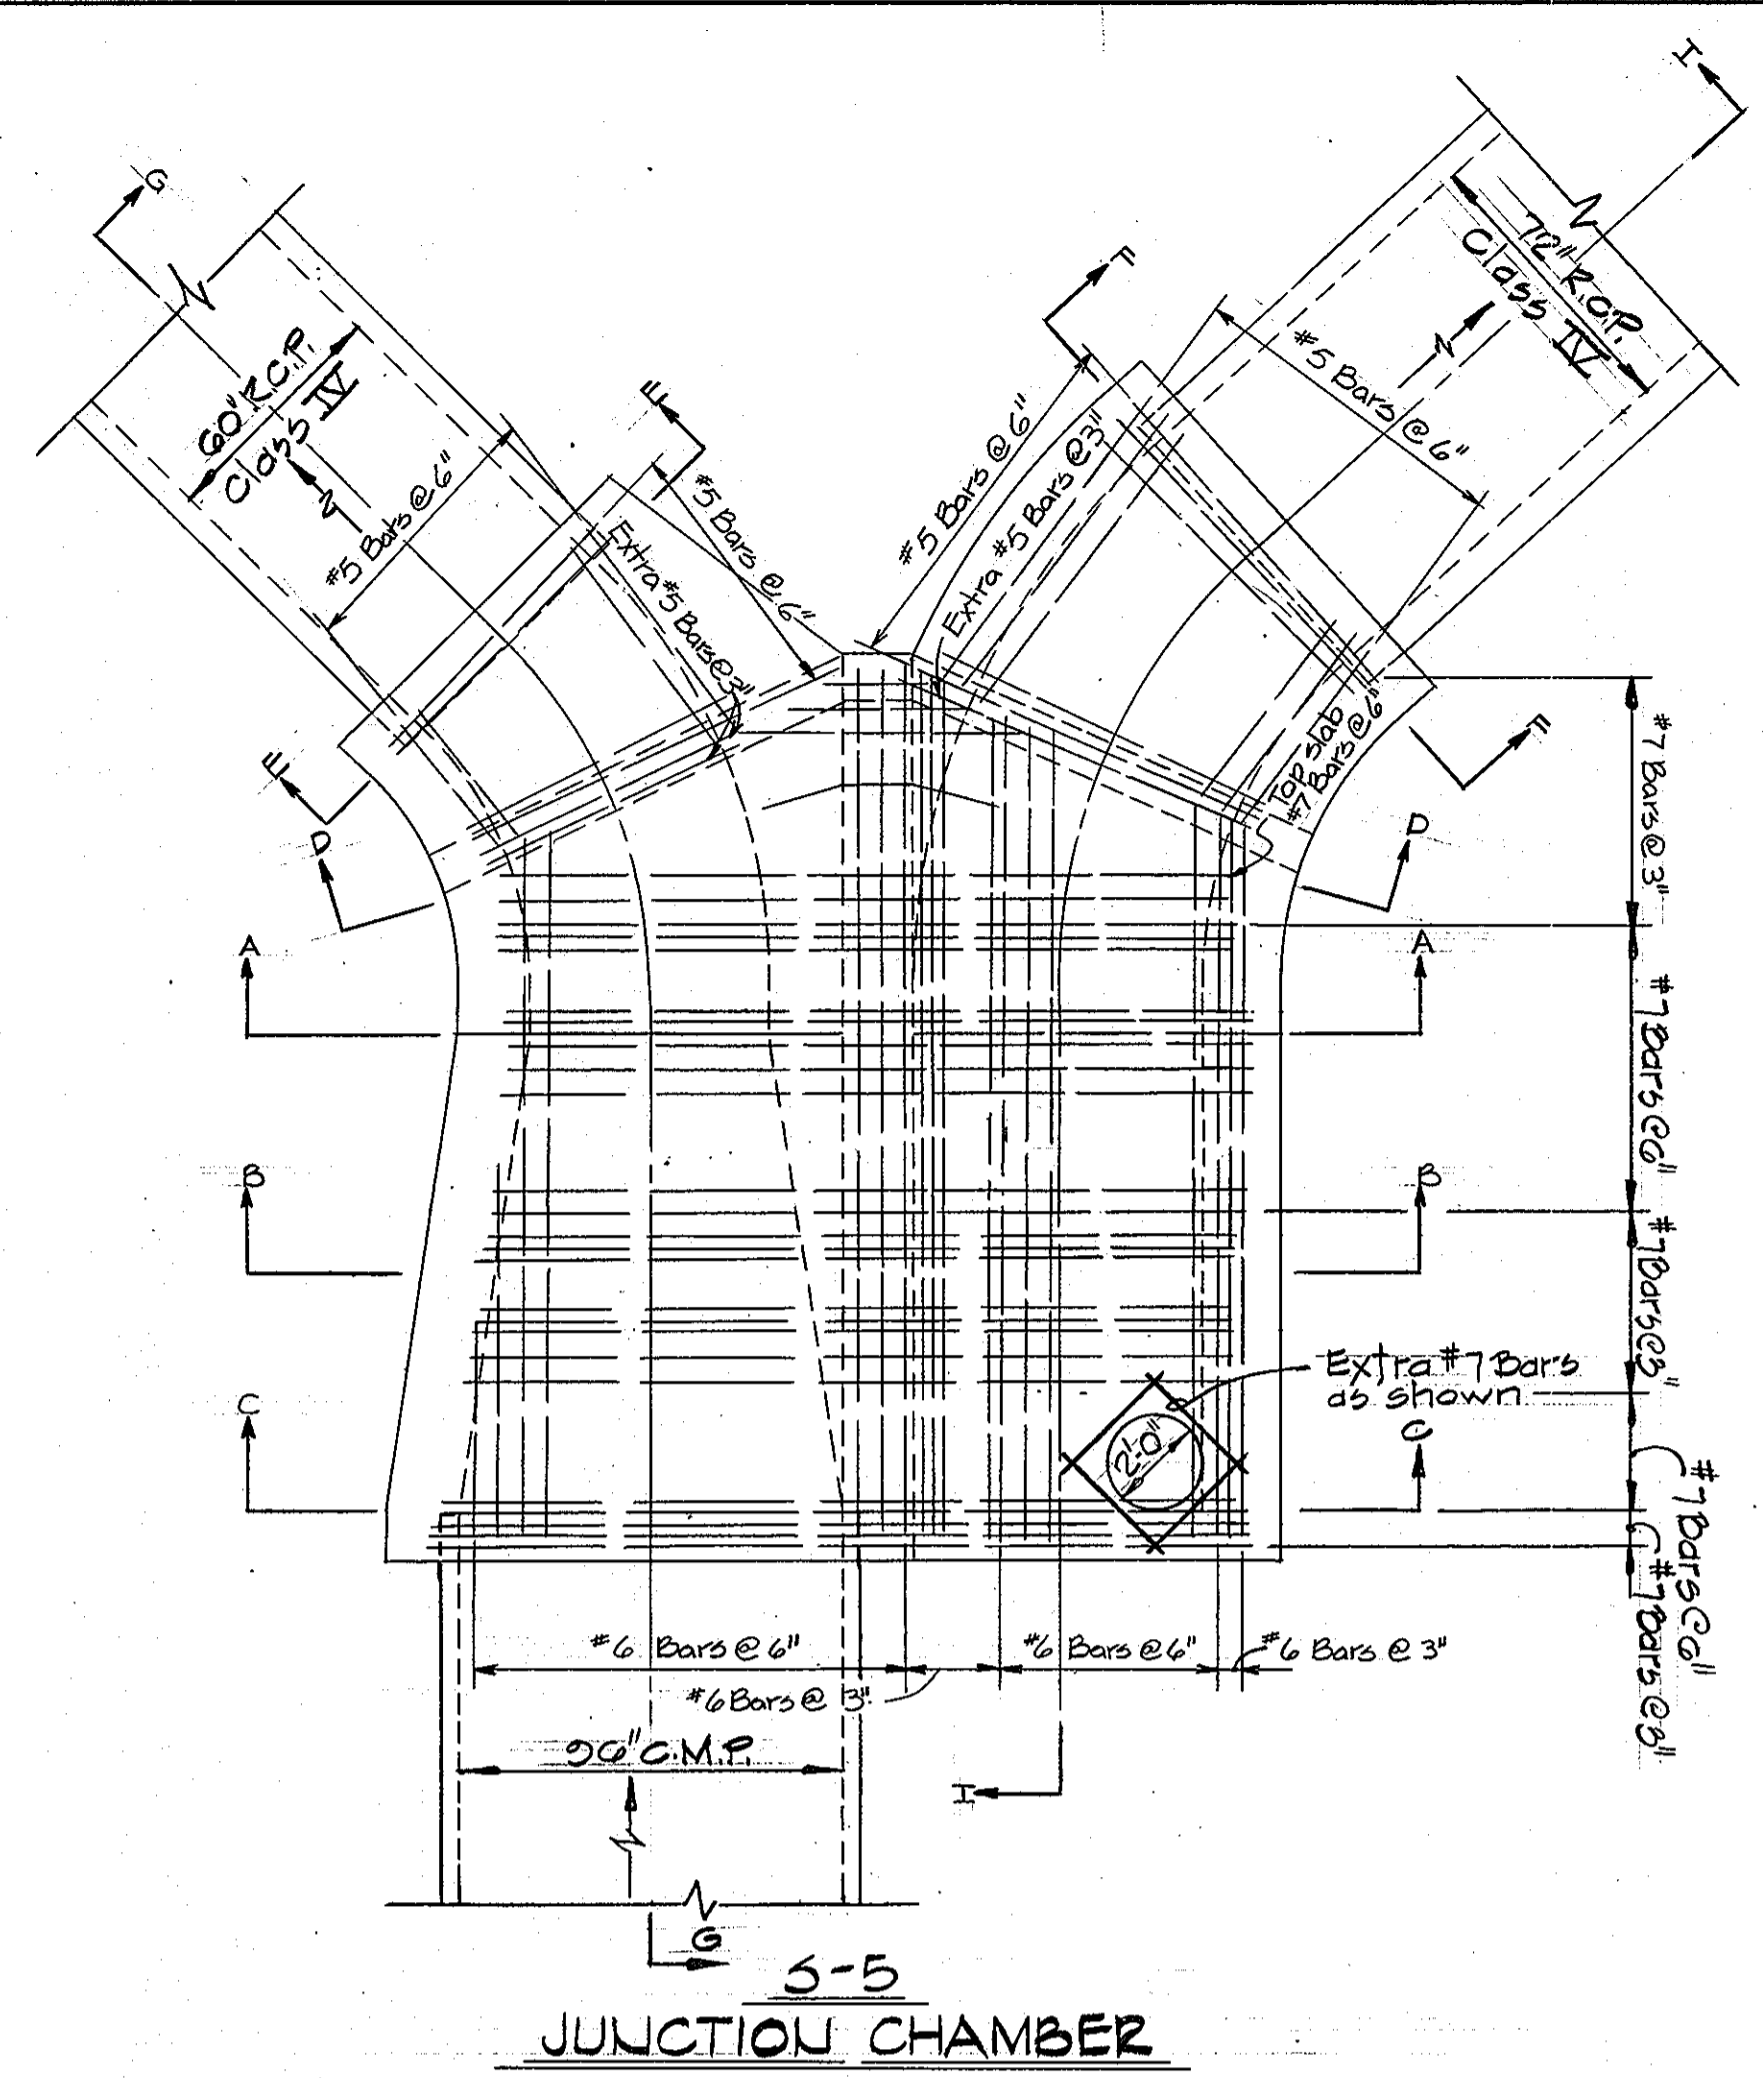 G
I
60" R.C.P.
Class IV
N
#5 Bars @ 6"
E
#5 Bars @ 6"
Extra #5 Bars @ 3"
F
72" R.C.P.
Class IV
N
#5 Bars @ 6"
#5 Bars @ 6"
Extra #5 Bars @ 3"
Top slab
#7 Bars @ 6"
E
F
D
D
#7 Bars @ 3"
A
A
#7 Bars @ 6"
B
B
#7 Bars @ 3"
Extra #7 Bars
as shown
C
C
2'-0"
#7 Bars @ 6"
#7 Bars @ 3"
#6 Bars @ 6"
#6 Bars @ 6"
#6 Bars @ 3"
#6 Bars @ 3"
96" C.M.P.
I
G
S-5
JUNCTION CHAMBER